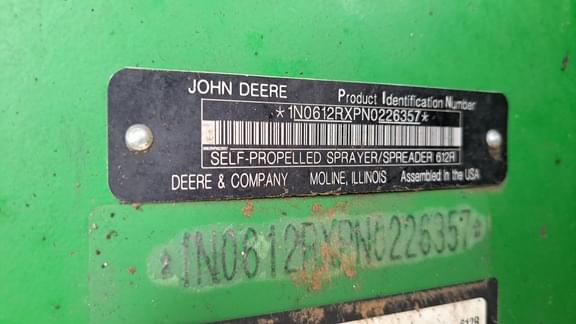 JOHN DEERE
Product Identification Number
*1N0612RXPN0226357*
SELF-PROPELLED SPRAYER/SPREADER 612R
DEERE & COMPANY MOLINE, ILLINOIS Assembled in the USA
*1N0612RXPN0226357*
612R